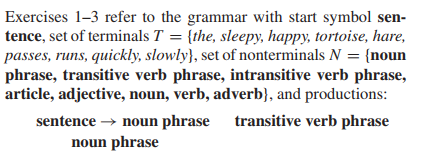 Exercises 1–3 refer to the grammar with start symbol sen-
tence, set of terminals T = {the, sleepy, happy, tortoise, hare,
passes, runs, quickly, slowly}, set of nonterminals N = {noun
phrase, transitive verb phrase, intransitive verb phrase,
article, adjective, noun, verb, adverb}, and productions:
sentence → noun phrase transitive verb phrase
noun phrase